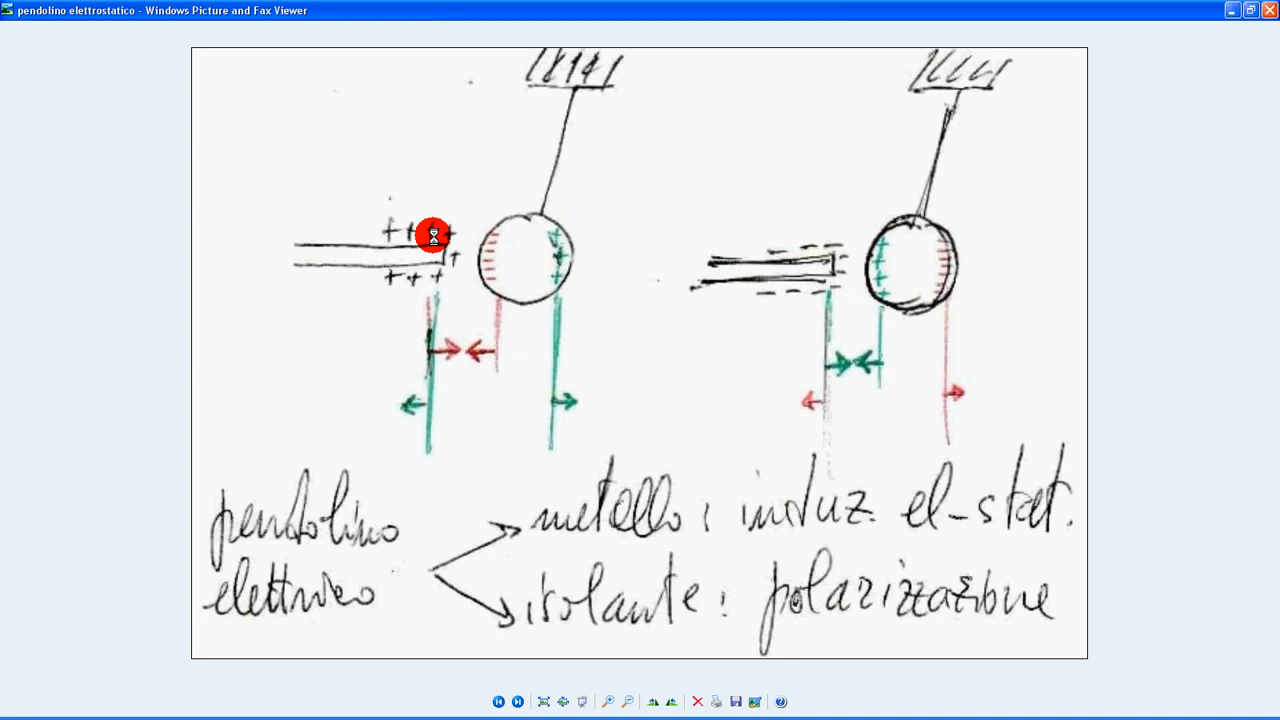 pendolino elettrostatico - Windows Picture and Fax Viewer
pendolino
elettrico
metallo: induz. el-stat.
isolante: polarizzazione